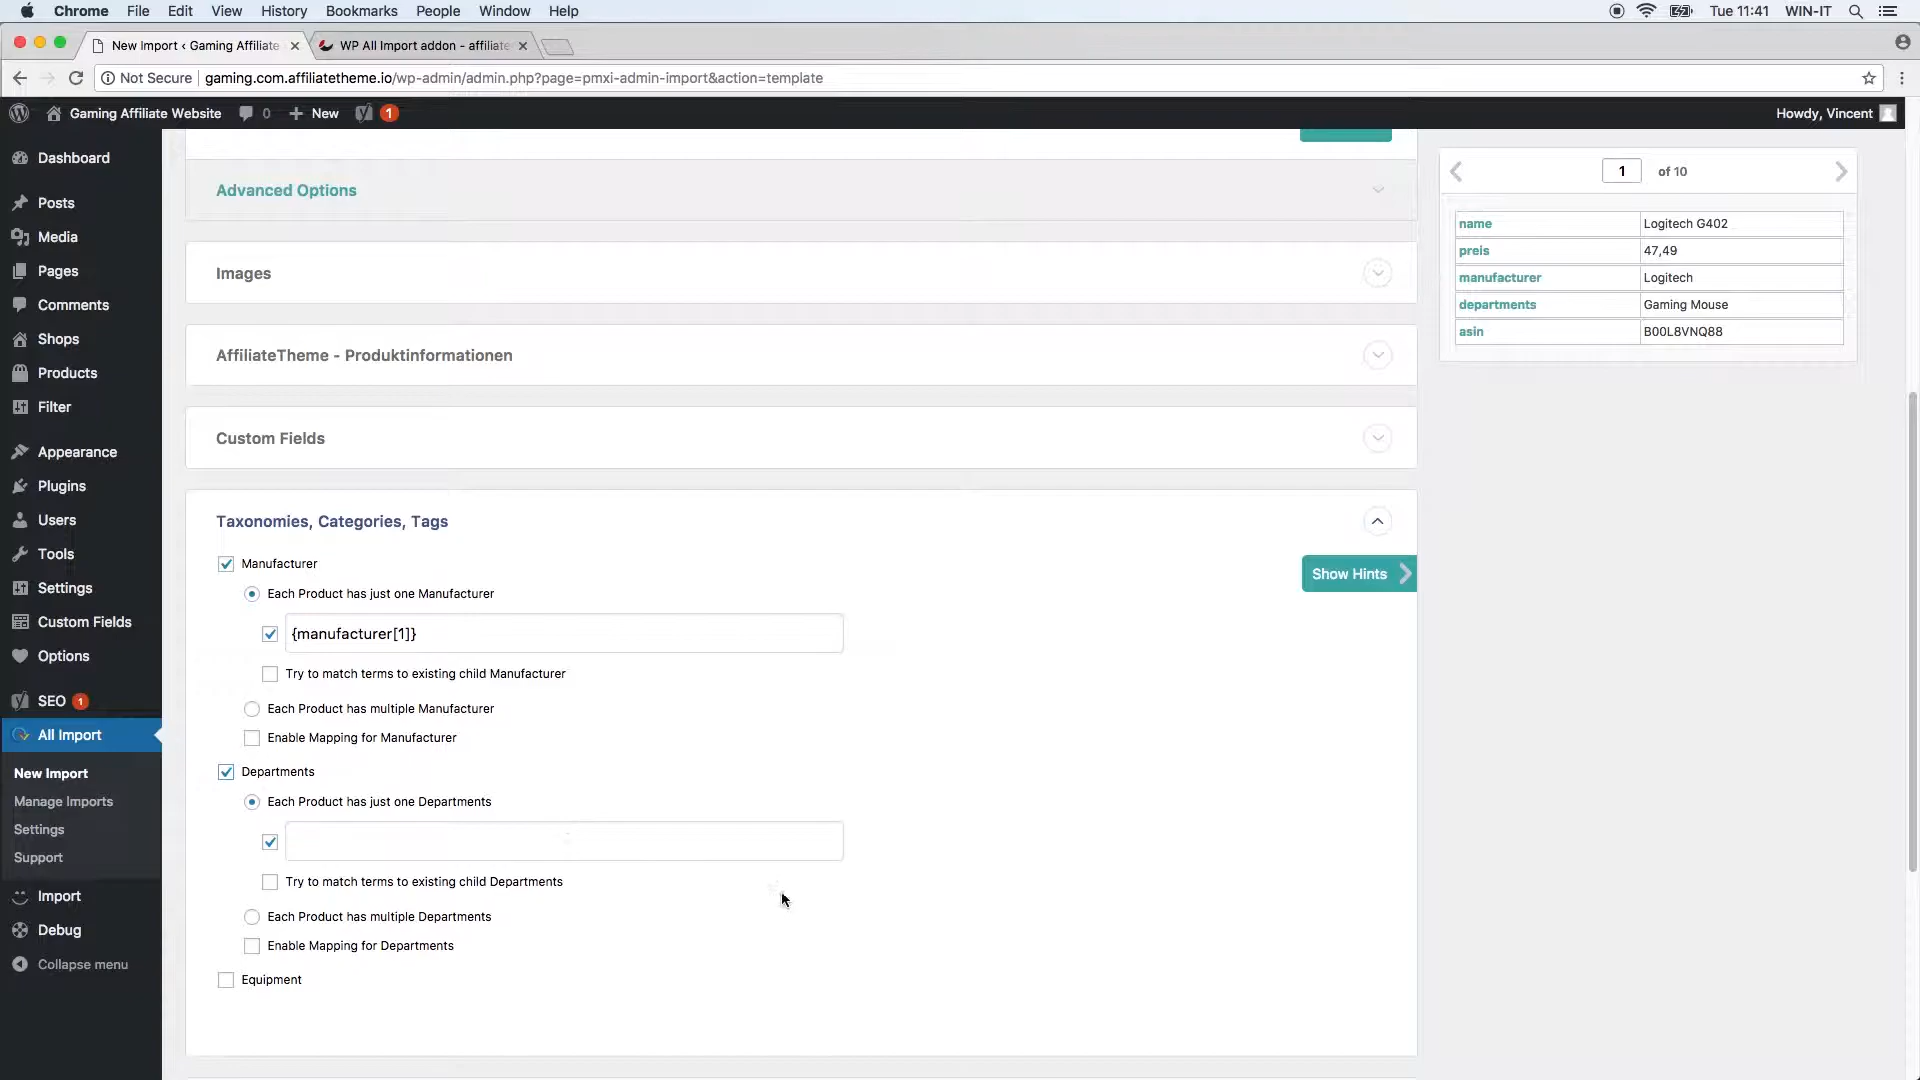 Chrome File Edit View History Bookmarks People Window Help Tue 11:41 WIN-IT
New Import ‹ Gaming Affiliate WP All Import addon - affiliate
Not Secure gaming.com.affiliatetheme.io/wp-admin/admin.php?page=pmxi-admin-import&action=template
Gaming Affiliate Website 0 New 1 Howdy, Vincent
Dashboard
Posts
Media
Pages
Comments
Shops
Products
Filter
Appearance
Plugins
Users
Tools
Settings
Custom Fields
Options
SEO 1
All Import
New Import
Manage Imports
Settings
Support
Import
Debug
Collapse menu
Advanced Options
Images
AffiliateTheme - Produktinformationen
Custom Fields
Taxonomies, Categories, Tags
Manufacturer
Show Hints
Each Product has just one Manufacturer
{manufacturer[1]}
Try to match terms to existing child Manufacturer
Each Product has multiple Manufacturer
Enable Mapping for Manufacturer
Departments
Each Product has just one Departments
Try to match terms to existing child Departments
Each Product has multiple Departments
Enable Mapping for Departments
Equipment
1 of 10
name Logitech G402
preis 47,49
manufacturer Logitech
departments Gaming Mouse
asin B00L8VNQ88